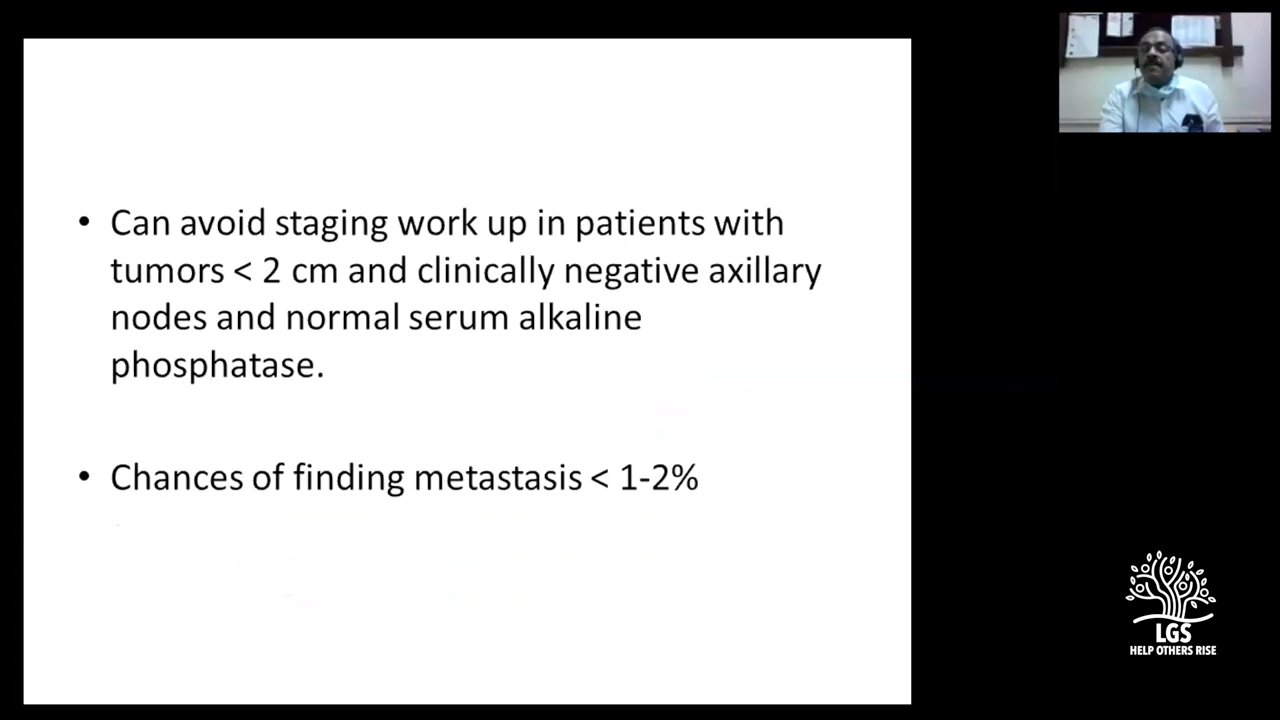 • Can avoid staging work up in patients with
tumors < 2 cm and clinically negative axillary
nodes and normal serum alkaline
phosphatase.
• Chances of finding metastasis < 1-2%
LGS
HELP OTHERS RISE